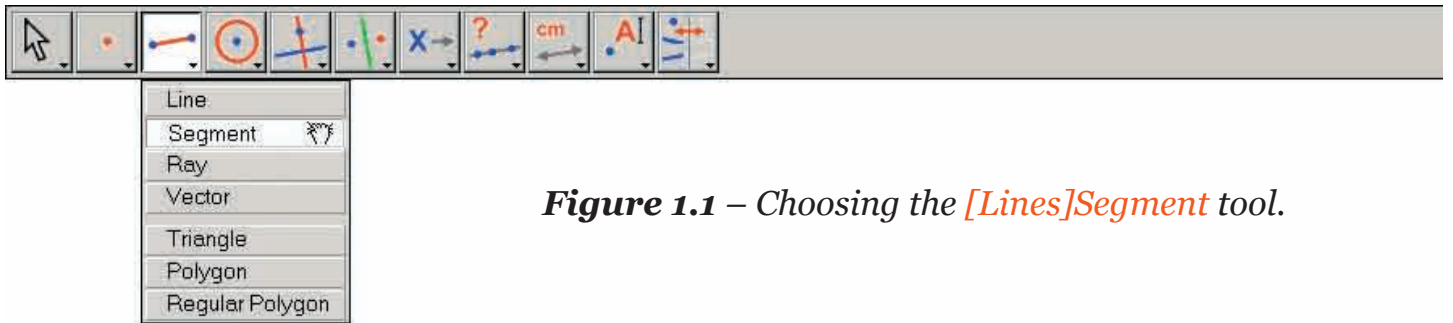 X
?
cm
A
Line
Segment
Ray
Vector
Triangle
Polygon
Regular Polygon
Figure 1.1 – Choosing the [Lines]Segment tool.